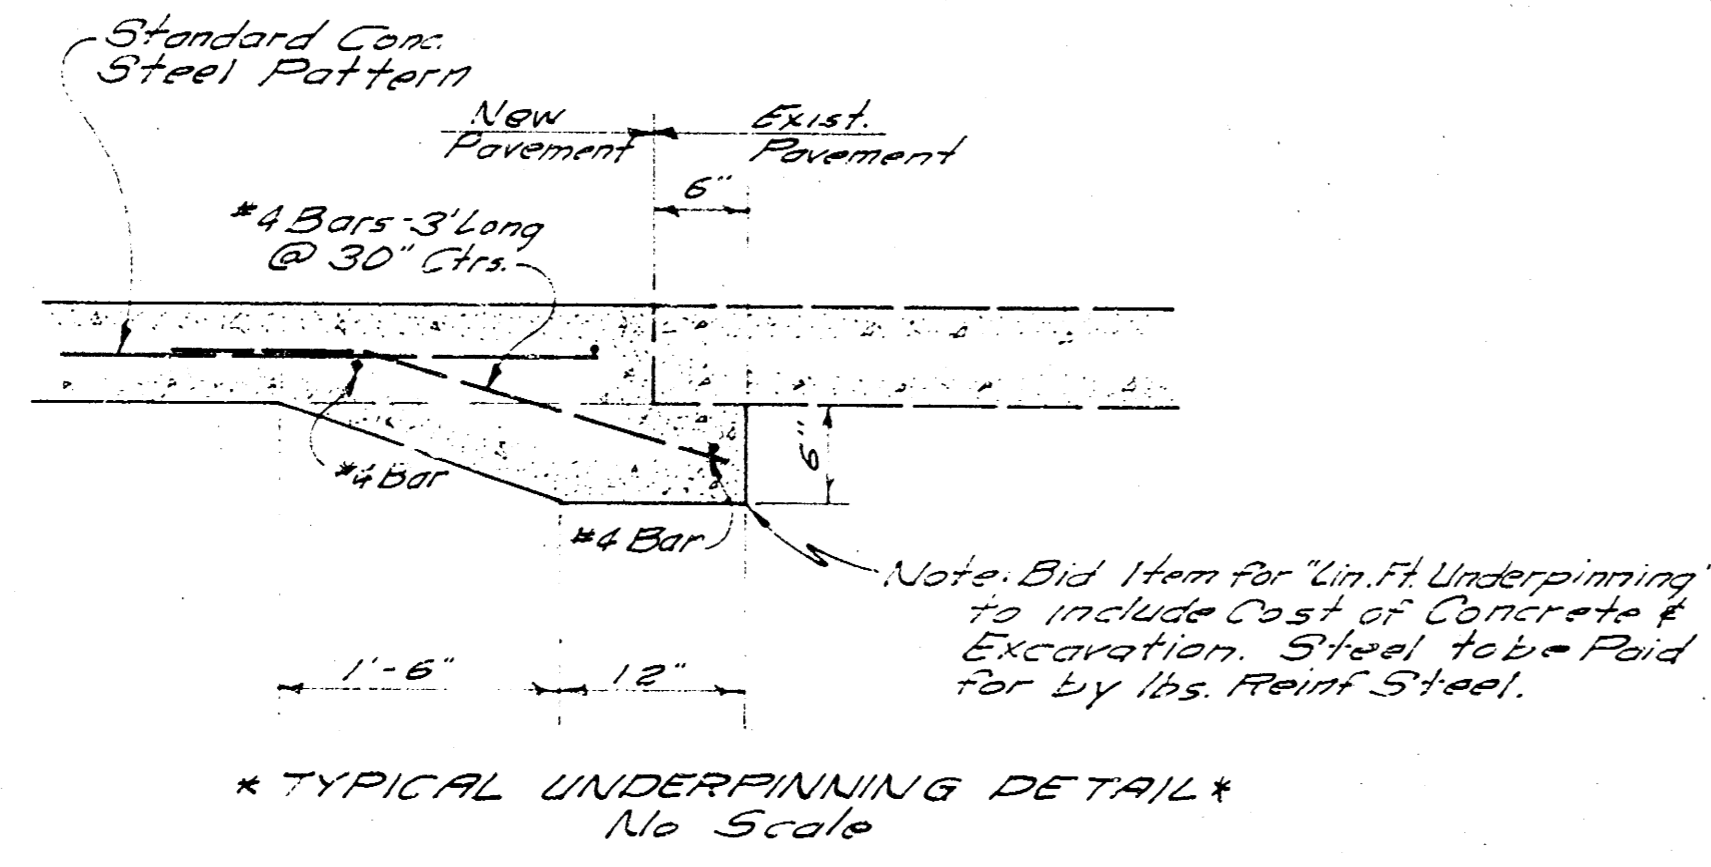 Standard Conc.
Steel Pattern
New
Pavement
Exist.
Pavement
6"
#4 Bars-3'Long
@ 30" Ctrs.
6"
#4 Bar
#4 Bar
Note: Bid Item for "Lin.Ft. Underpinning"
to include Cost of Concrete &
Excavation. Steel to be Paid
for by lbs. Reinf Steel.
1'-6"
12"
* TYPICAL UNDERPINNING DETAIL *
No Scale